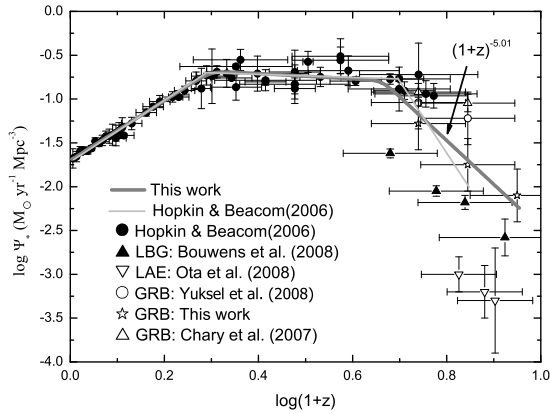 0.0
-0.5
-1.0
-1.5
-2.0
-2.5
-3.0
-3.5
-4.0
log Ψ* (M⊙ yr-1 Mpc-3)
(1+z)-5.01
This work
Hopkin & Beacom(2006)
Hopkin & Beacom(2006)
LBG: Bouwens et al. (2008)
LAE: Ota et al. (2008)
GRB: Yuksel et al. (2008)
GRB: This work
GRB: Chary et al. (2007)
0.0 0.2 0.4 0.6 0.8 1.0
log(1+z)